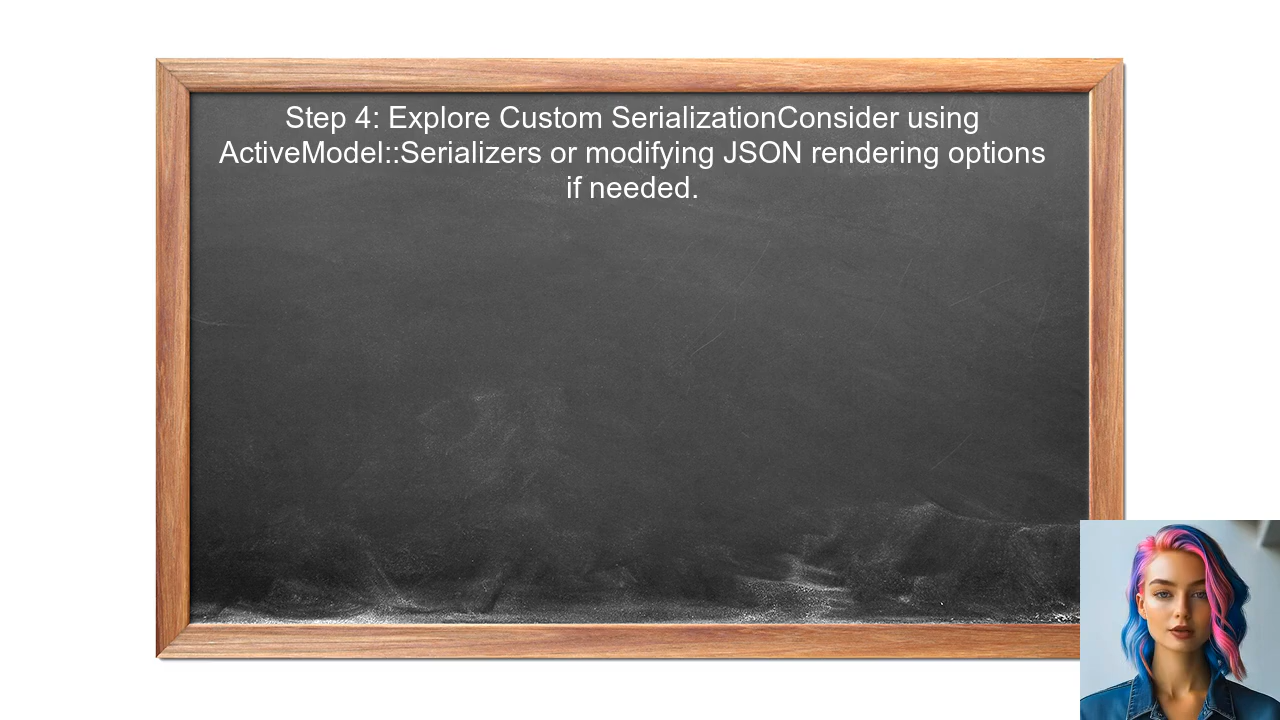 Step 4: Explore Custom SerializationConsider using
ActiveModel::Serializers or modifying JSON rendering options
if needed.